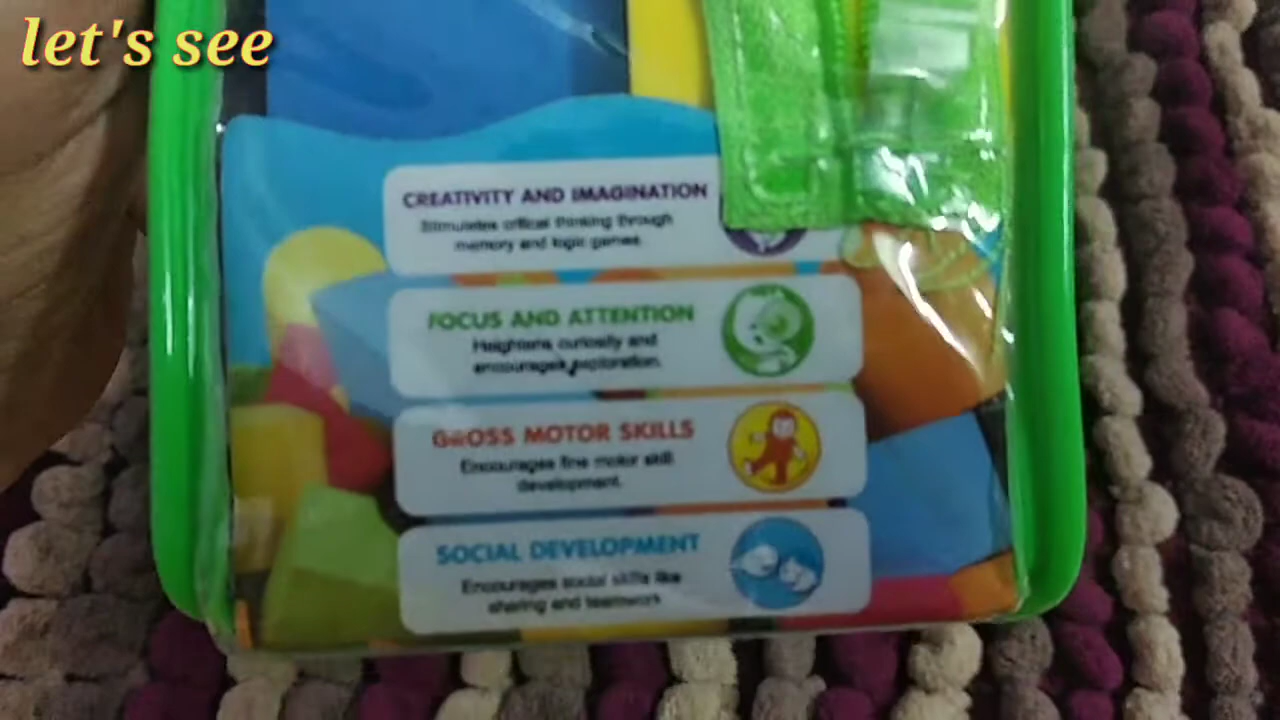 let's see
CREATIVITY AND IMAGINATION
Stimulates critical thinking through
memory and logic games.
FOCUS AND ATTENTION
Heightens curiosity and
encourages exploration.
GROSS MOTOR SKILLS
Encourages fine motor skill
development.
SOCIAL DEVELOPMENT
Encourages social skills like
sharing and teamwork